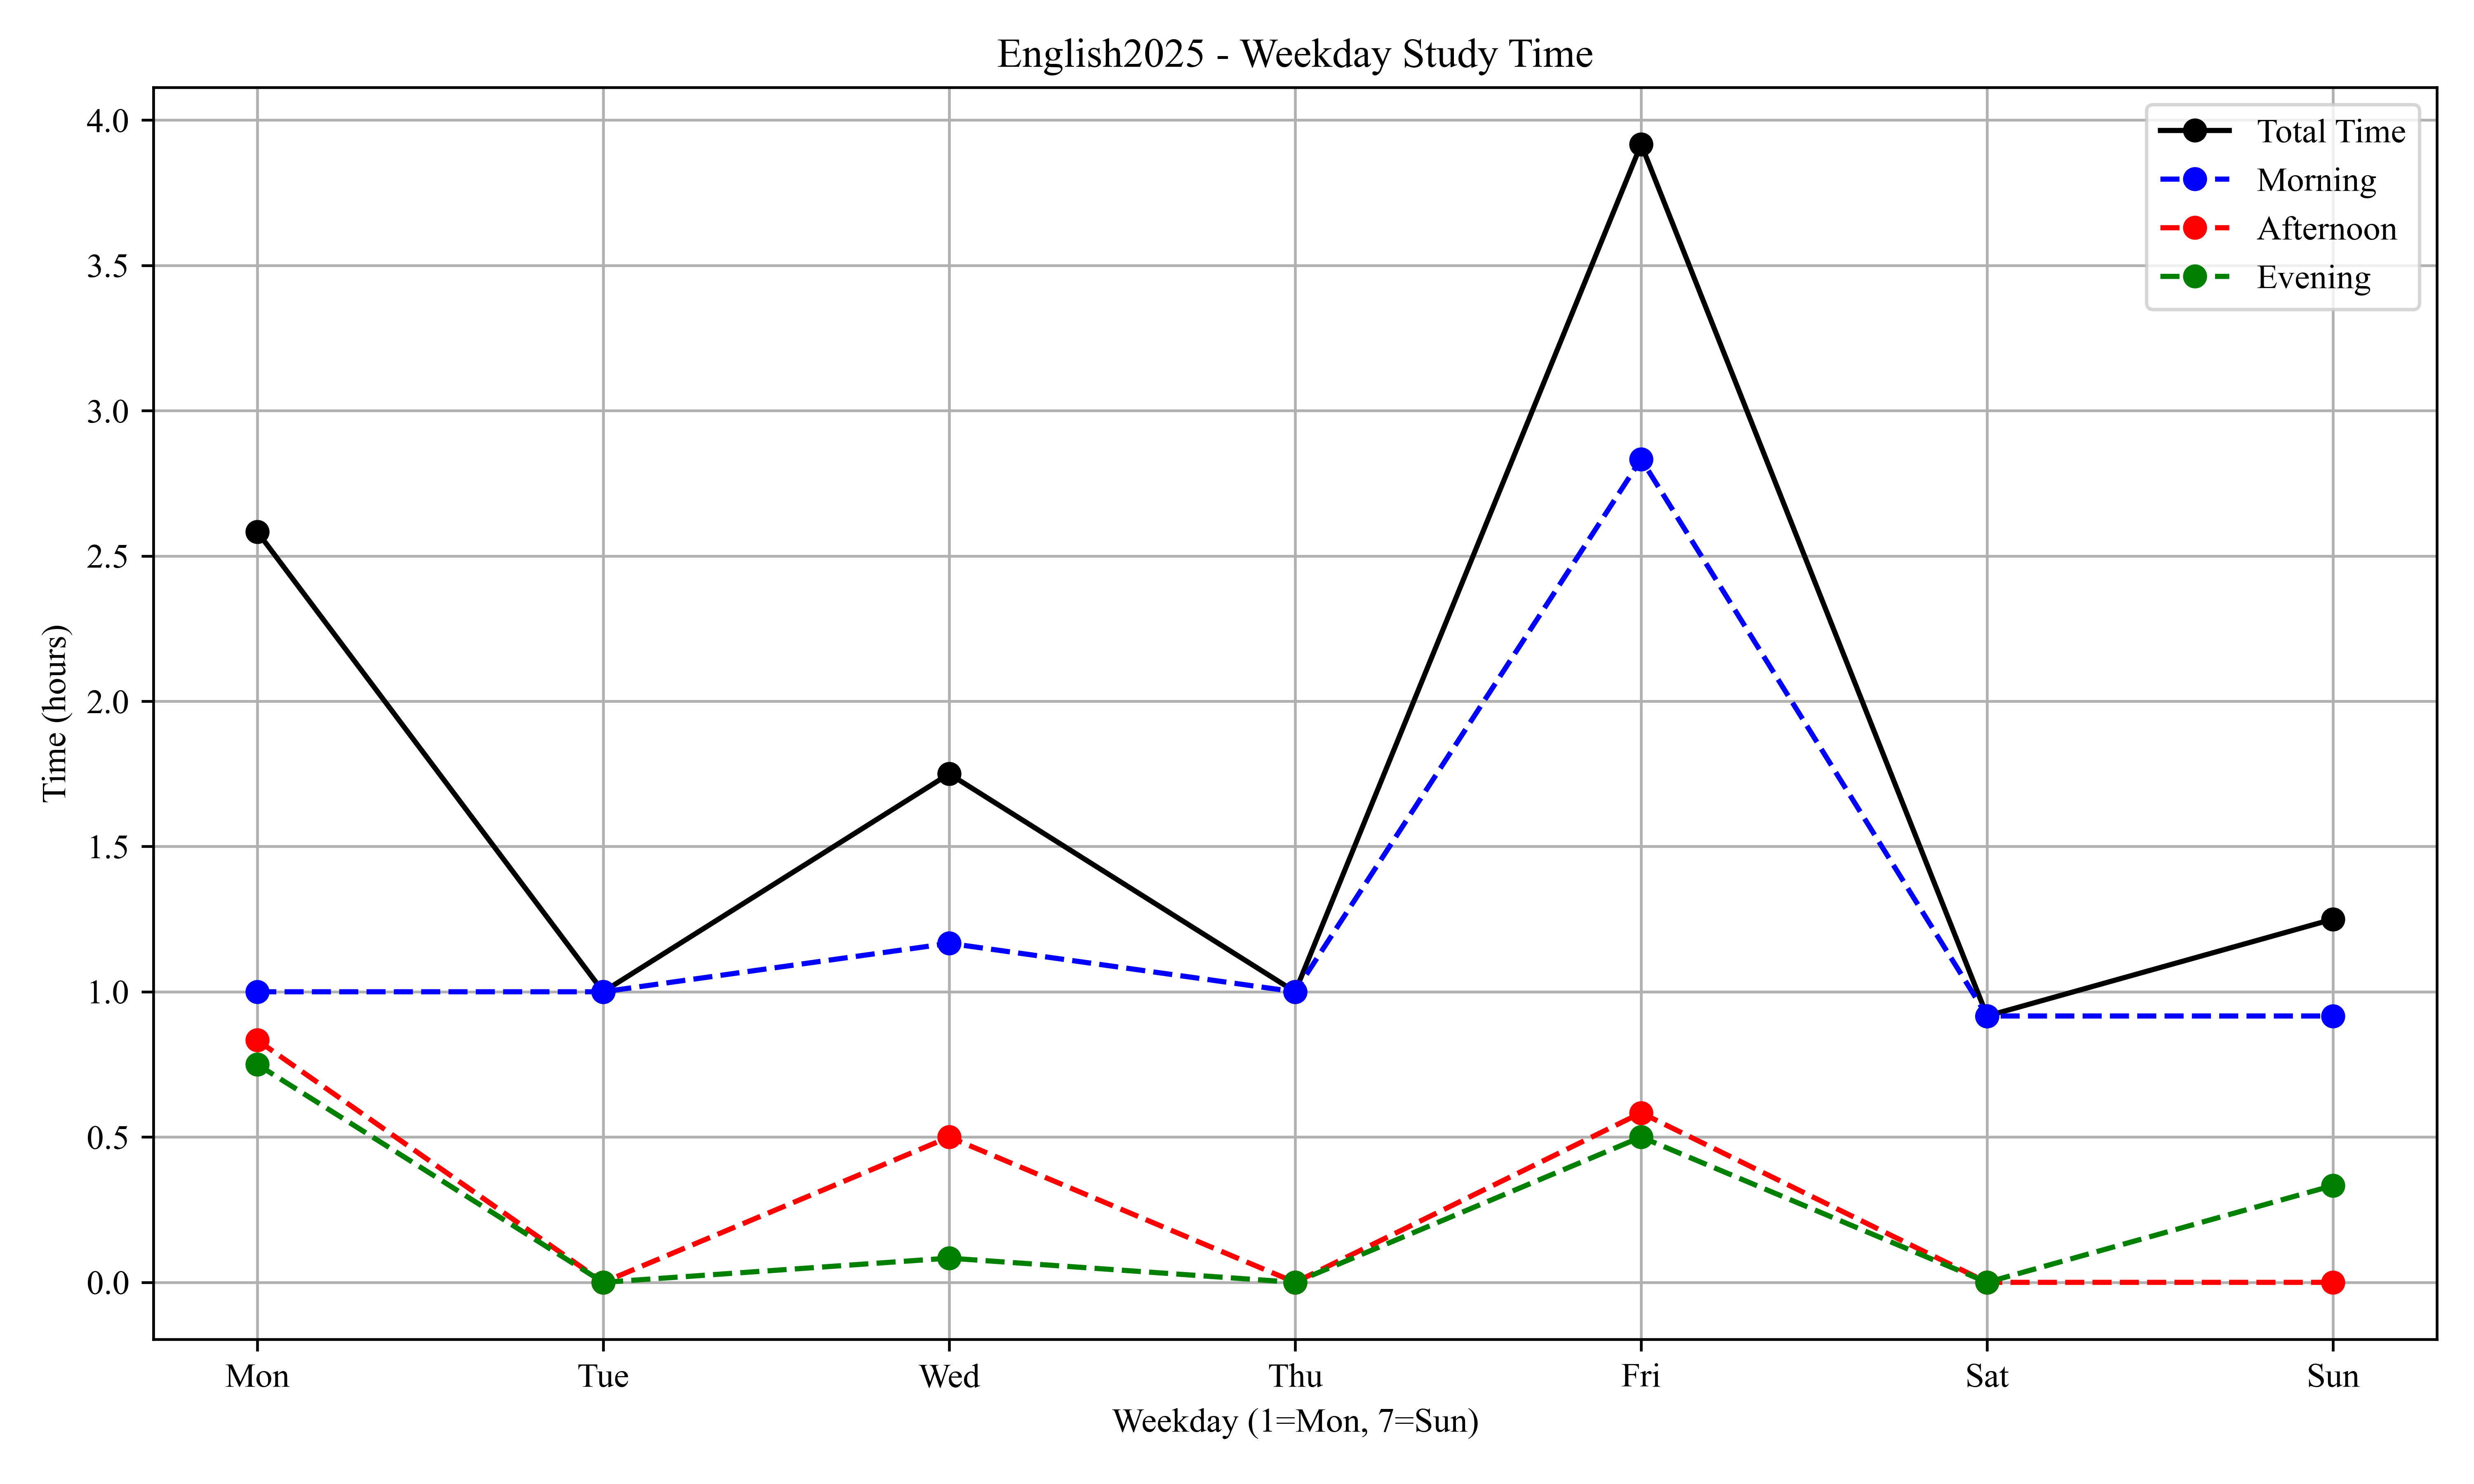 English2025 - Weekday Study Time
Total Time
Morning
Afternoon
Evening
4.0
3.5
3.0
2.5
2.0
1.5
1.0
0.5
0.0
Time (hours)
Mon Tue Wed Thu Fri Sat Sun
Weekday (1=Mon, 7=Sun)